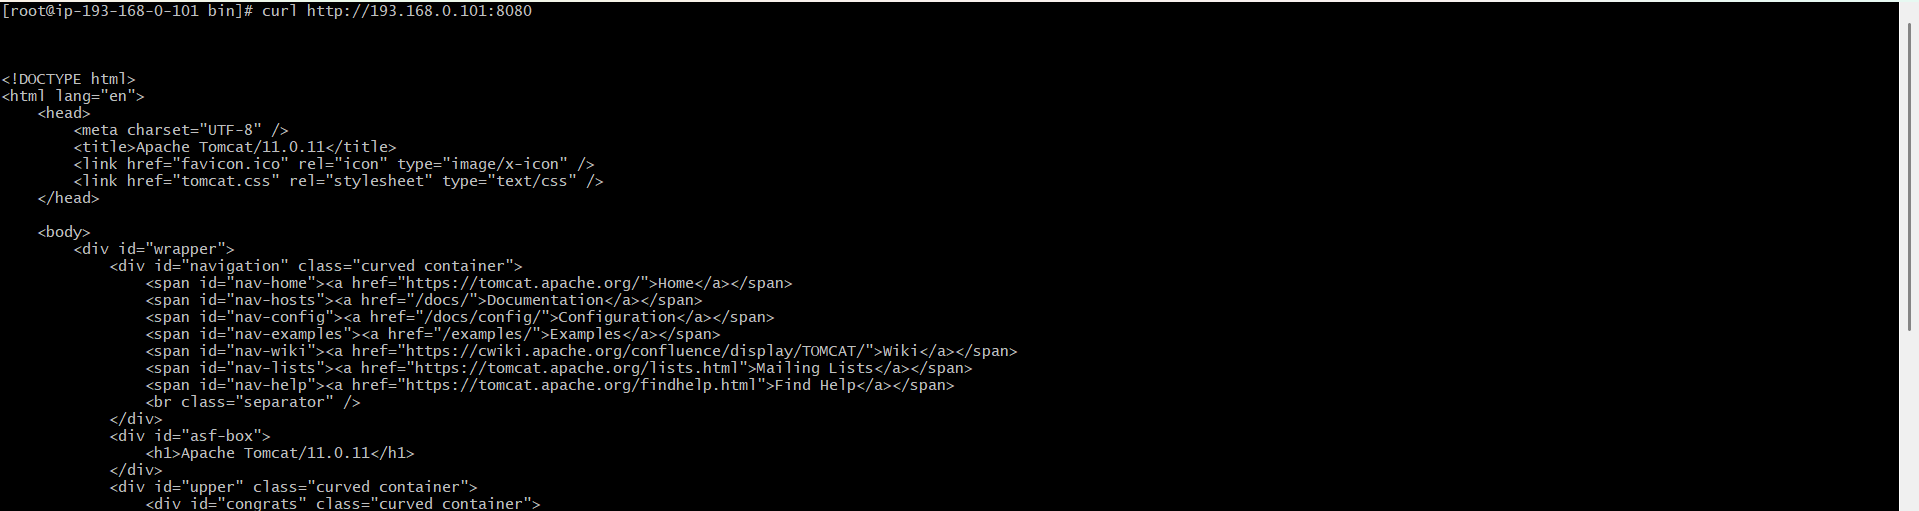 [root@ip-193-168-0-101 bin]# curl http://193.168.0.101:8080
<!DOCTYPE html>
<html lang="en">
    <head>
        <meta charset="UTF-8" />
        <title>Apache Tomcat/11.0.11</title>
        <link href="favicon.ico" rel="icon" type="image/x-icon" />
        <link href="tomcat.css" rel="stylesheet" type="text/css" />
    </head>
    <body>
        <div id="wrapper">
            <div id="navigation" class="curved container">
                <span id="nav-home"><a href="https://tomcat.apache.org/">Home</a></span>
                <span id="nav-hosts"><a href="/docs/">Documentation</a></span>
                <span id="nav-config"><a href="/docs/config/">Configuration</a></span>
                <span id="nav-examples"><a href="/examples/">Examples</a></span>
                <span id="nav-wiki"><a href="https://cwiki.apache.org/confluence/display/TOMCAT/">Wiki</a></span>
                <span id="nav-lists"><a href="https://tomcat.apache.org/lists.html">Mailing Lists</a></span>
                <span id="nav-help"><a href="https://tomcat.apache.org/findhelp.html">Find Help</a></span>
                <br class="separator" />
            </div>
            <div id="asf-box">
                <h1>Apache Tomcat/11.0.11</h1>
            </div>
            <div id="upper" class="curved container">
                <div id="congrats" class="curved container">